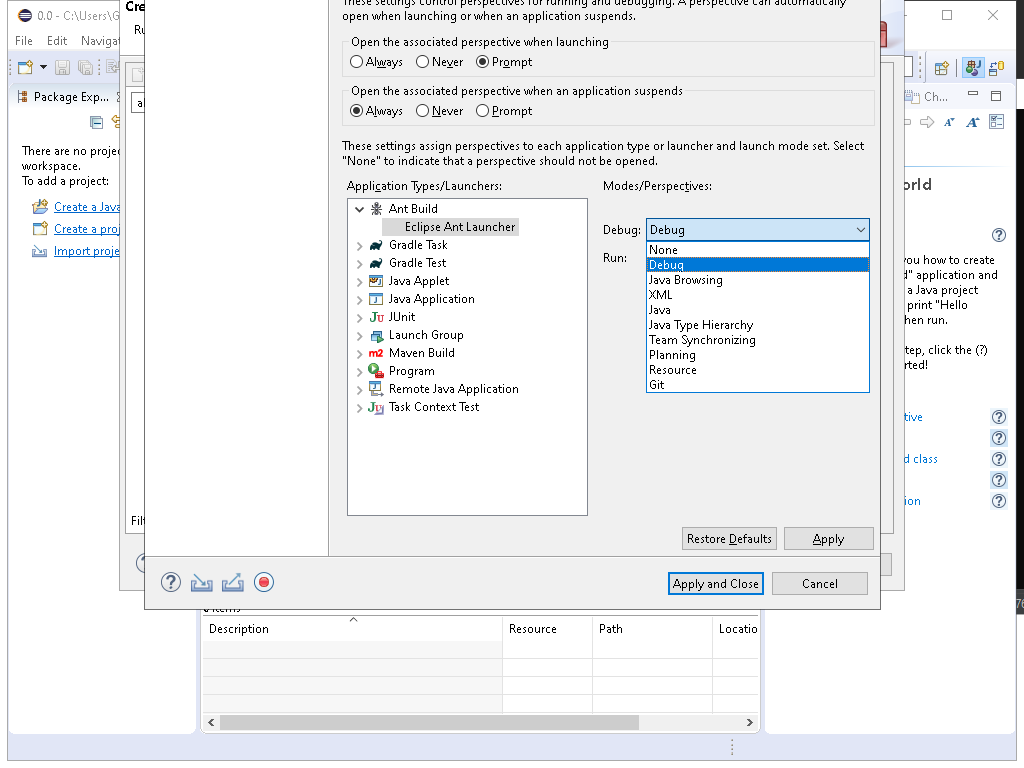 0.0 - C:\Users\G
Cre
File Edit Navigat
Ru
Package Exp...
al
There are no proje
workspace.
To add a project:
Create a Java
Create a proj
Import proje
Filt
These settings control perspectives for running and debugging. A perspective can automatically
open when launching or when an application suspends.
Open the associated perspective when launching
Always Never Prompt
Open the associated perspective when an application suspends
Always Never Prompt
These settings assign perspectives to each application type or launcher and launch mode set. Select
"None" to indicate that a perspective should not be opened.
Application Types/Launchers:
Ant Build
Eclipse Ant Launcher
Gradle Task
Gradle Test
Java Applet
Java Application
JUnit
Launch Group
Maven Build
Program
Remote Java Application
Task Context Test
Modes/Perspectives:
Debug: Debug
Run:
None
Debug
Java Browsing
XML
Java
Java Type Hierarchy
Team Synchronizing
Planning
Resource
Git
Restore Defaults Apply
Apply and Close Cancel
Ch...
orld
you how to create
d" application and
a Java project
print "Hello
hen run.
tep, click the (?)
rted!
tive
d class
ion
76
0 items
Description Resource Path Locatio